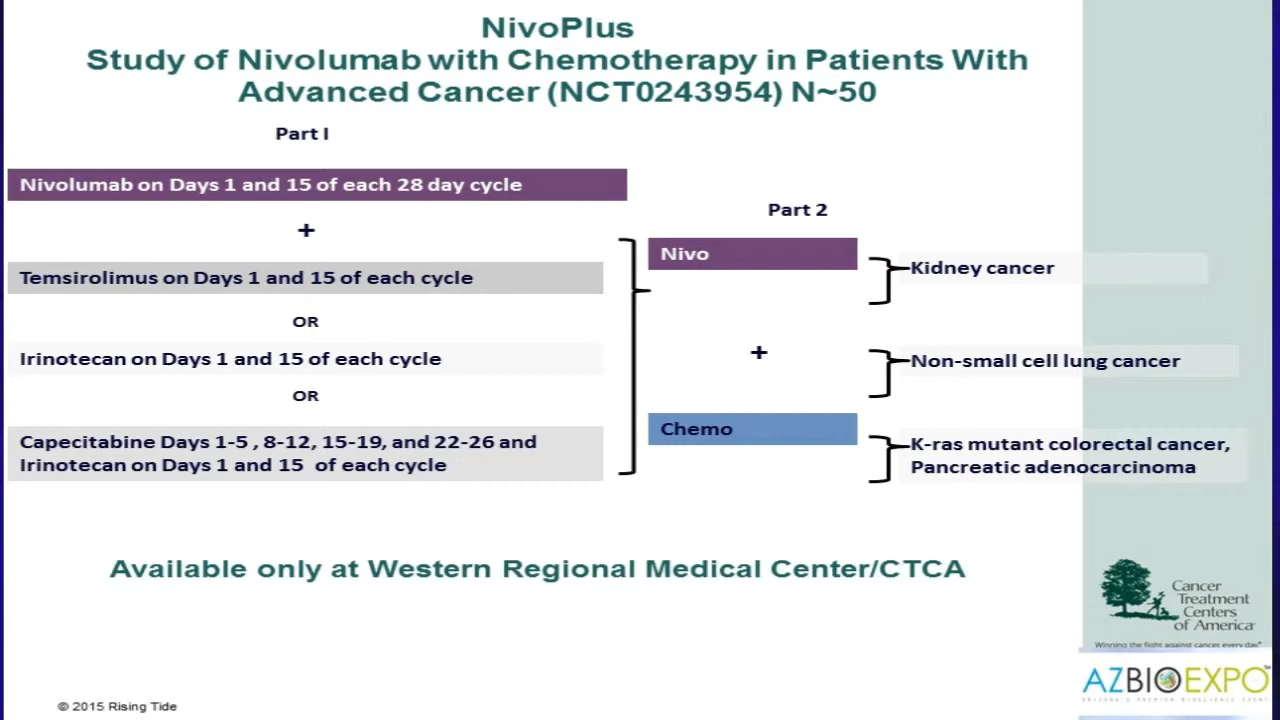 NivoPlus
Study of Nivolumab with Chemotherapy in Patients With
Advanced Cancer (NCT0243954) N~50
Part I
Nivolumab on Days 1 and 15 of each 28 day cycle
+
Temsirolimus on Days 1 and 15 of each cycle
OR
Irinotecan on Days 1 and 15 of each cycle
OR
Capecitabine Days 1-5 , 8-12, 15-19, and 22-26 and
Irinotecan on Days 1 and 15 of each cycle
Part 2
Nivo
+
Chemo
Kidney cancer
Non-small cell lung cancer
K-ras mutant colorectal cancer,
Pancreatic adenocarcinoma
Available only at Western Regional Medical Center/CTCA
Cancer
Treatment
Centers
of America
Winning the fight against cancer, every day
AZBIOEXPO
ARIZONA'S PREMIER BIOSCIENCE EVENT
© 2015 Rising Tide